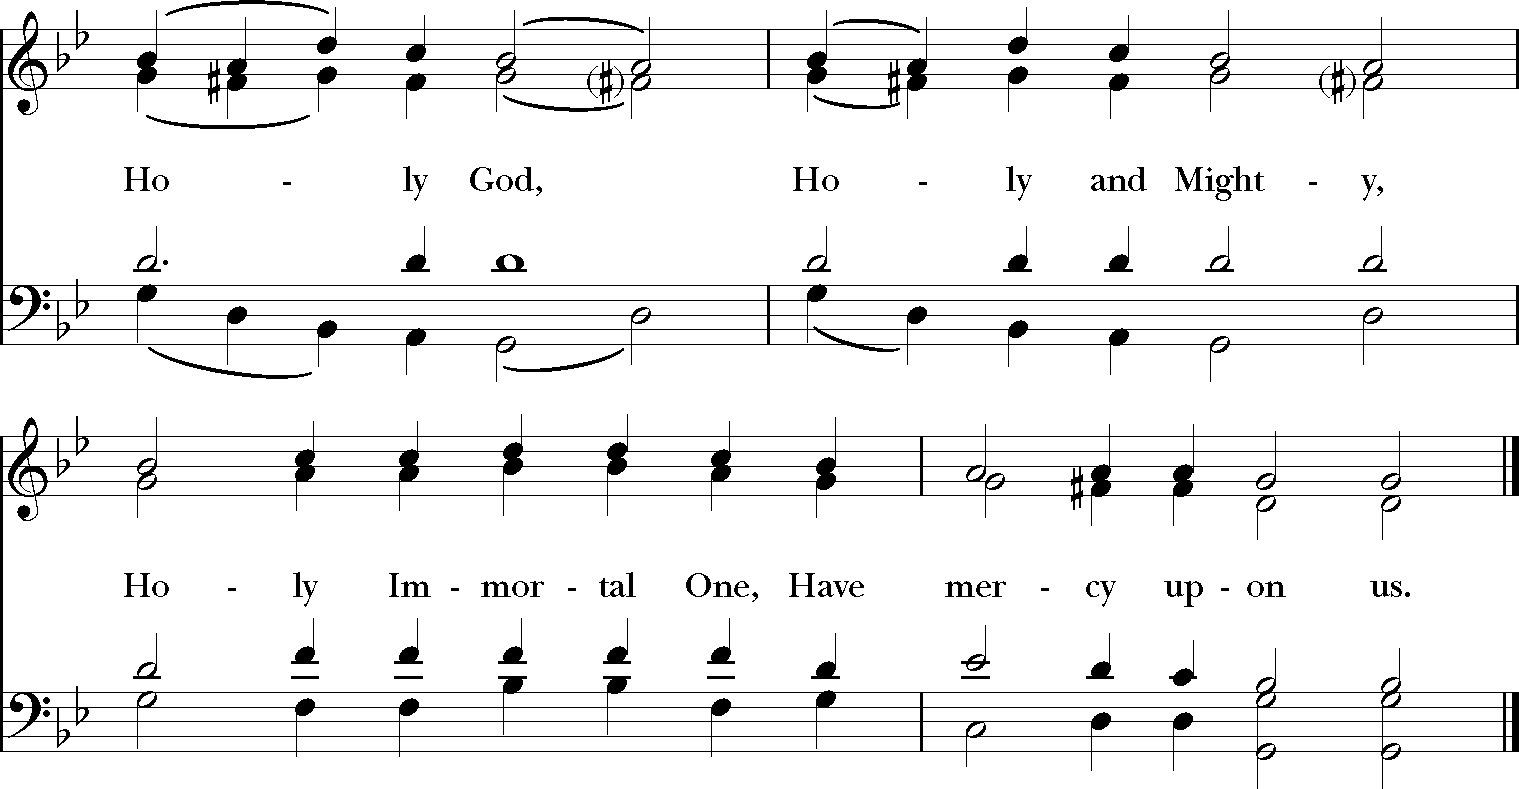 Ho - ly God, Ho - ly and Might - y,
Ho - ly Im - mor - tal One, Have mer - cy up - on us.